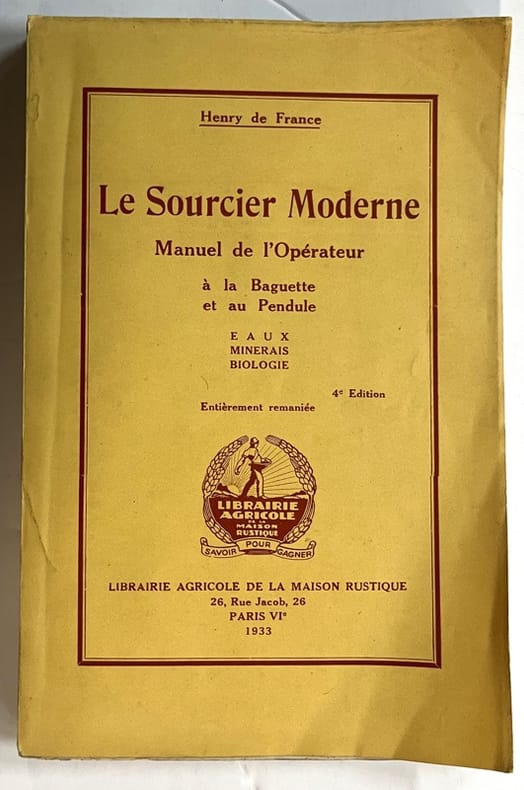 Henry de France
Le Sourcier Moderne
Manuel de l'Opérateur
à la Baguette
et au Pendule
EAUX
MINERAIS
BIOLOGIE
4e Edition
Entièrement remaniée
LIBRAIRIE
AGRICOLE
DE LA
MAISON
RUSTIQUE
SAVOIR POUR GAGNER
LIBRAIRIE AGRICOLE DE LA MAISON RUSTIQUE
26, Rue Jacob, 26
PARIS VIe
1933